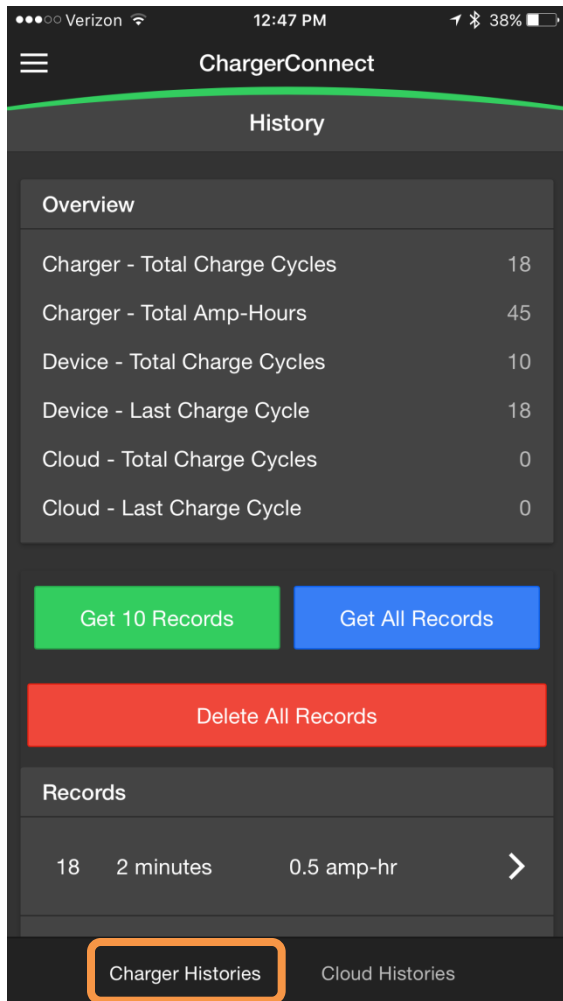 Verizon 12:47 PM 38%
ChargerConnect
History
Overview
Charger - Total Charge Cycles 18
Charger - Total Amp-Hours 45
Device - Total Charge Cycles 10
Device - Last Charge Cycle 18
Cloud - Total Charge Cycles 0
Cloud - Last Charge Cycle 0
Get 10 Records Get All Records
Delete All Records
Records
18 2 minutes 0.5 amp-hr
Charger Histories Cloud Histories